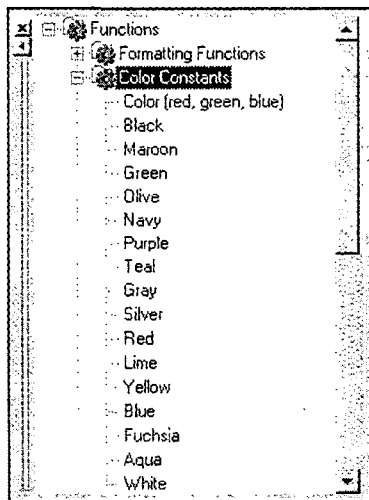 Functions
Formatting Functions
Color Constants
Color (red, green, blue)
Black
Maroon
Green
Olive
Navy
Purple
Teal
Gray
Silver
Red
Lime
Yellow
Blue
Fuchsia
Aqua
White